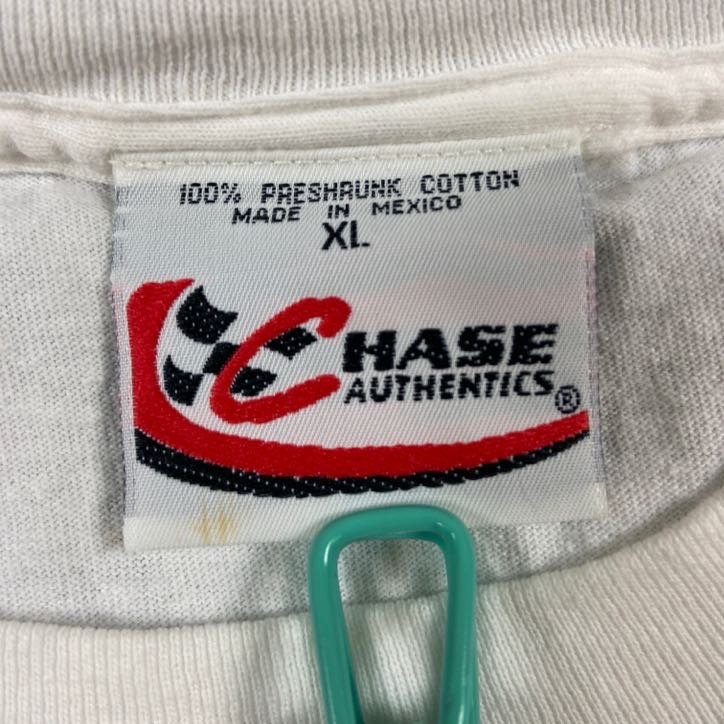 100% PRESHRUNK COTTON
MADE IN MEXICO
XL
CHASE
AUTHENTICS®